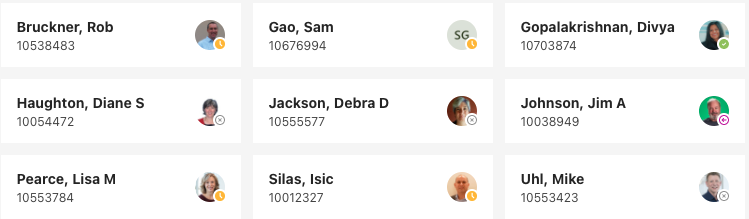 Bruckner, Rob
10538483
Gao, Sam
10676994
SG
Gopalakrishnan, Divya
10703874
Haughton, Diane S
10054472
Jackson, Debra D
10555577
Johnson, Jim A
10038949
Pearce, Lisa M
10553784
Silas, Isic
10012327
Uhl, Mike
10553423